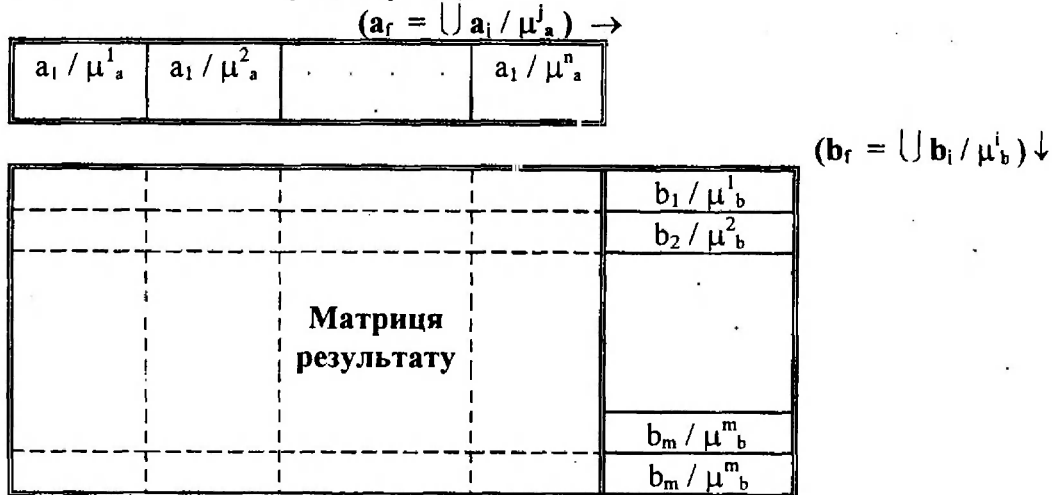 (a_f = ⋃ a_i / μ^j_a) →
a_1 / μ^1_a a_1 / μ^2_a . . . . a_1 / μ^n_a
(b_f = ⋃ b_i / μ^i_b) ↓
b_1 / μ^1_b
b_2 / μ^2_b
Матриця
результату
b_m / μ^m_b
b_m / μ^m_b